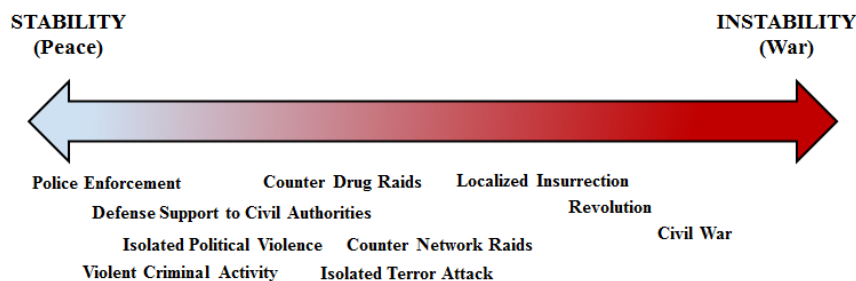 STABILITY
(Peace)
INSTABILITY
(War)
Police Enforcement
Counter Drug Raids
Localized Insurrection
Defense Support to Civil Authorities
Revolution
Civil War
Isolated Political Violence
Counter Network Raids
Violent Criminal Activity
Isolated Terror Attack